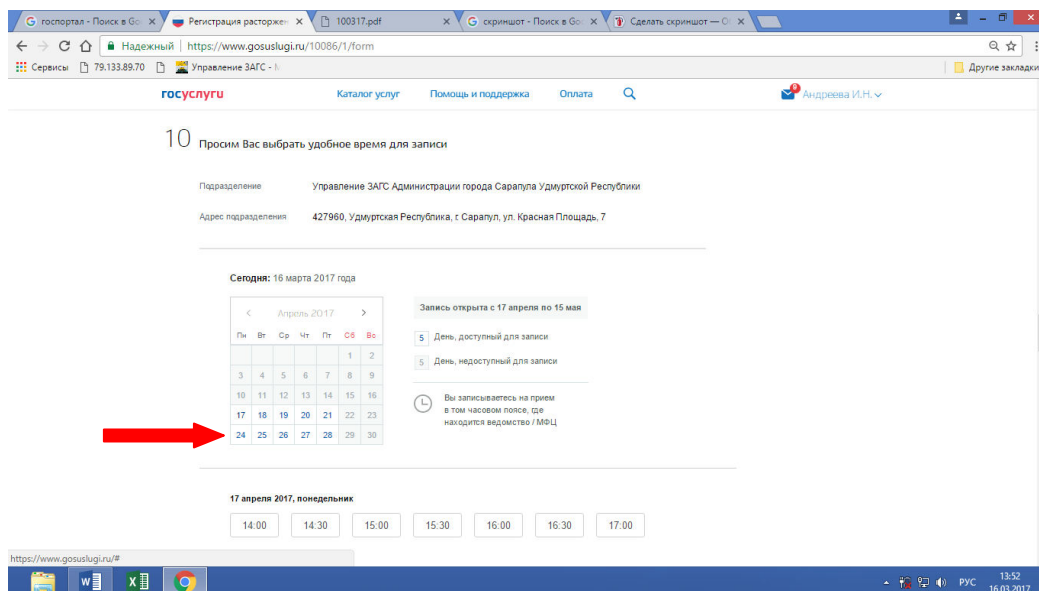 госпортал - Поиск в Goo
Регистрация расторжен
100317.pdf
скриншот - Поиск в Goo
Сделать скриншот — О
Надежный
https://www.gosuslugi.ru/10086/1/form
Сервисы
79.133.89.70
Управление ЗАГС -
Другие закладки
госуслуги
Каталог услуг
Помощь и поддержка
Оплата
Андреева И.Н.
10 Просим Вас выбрать удобное время для записи
Подразделение
Управление ЗАГС Администрации города Сарапула Удмуртской Республики
Адрес подразделения
427960, Удмуртская Республика, г. Сарапул, ул. Красная Площадь, 7
Сегодня: 16 марта 2017 года
< Апрель 2017 >
Пн Вт Ср Чт Пт Сб Вс
1 2
3 4 5 6 7 8 9
10 11 12 13 14 15 16
17 18 19 20 21 22 23
24 25 26 27 28 29 30
Запись открыта с 17 апреля по 15 мая
5 День, доступный для записи
5 День, недоступный для записи
Вы записываетесь на прием
в том часовом поясе, где
находится ведомство / МФЦ
17 апреля 2017, понедельник
14:00 14:30 15:00 15:30 16:00 16:30 17:00
https://www.gosuslugi.ru/#
РУС
13:52
16.03.2017